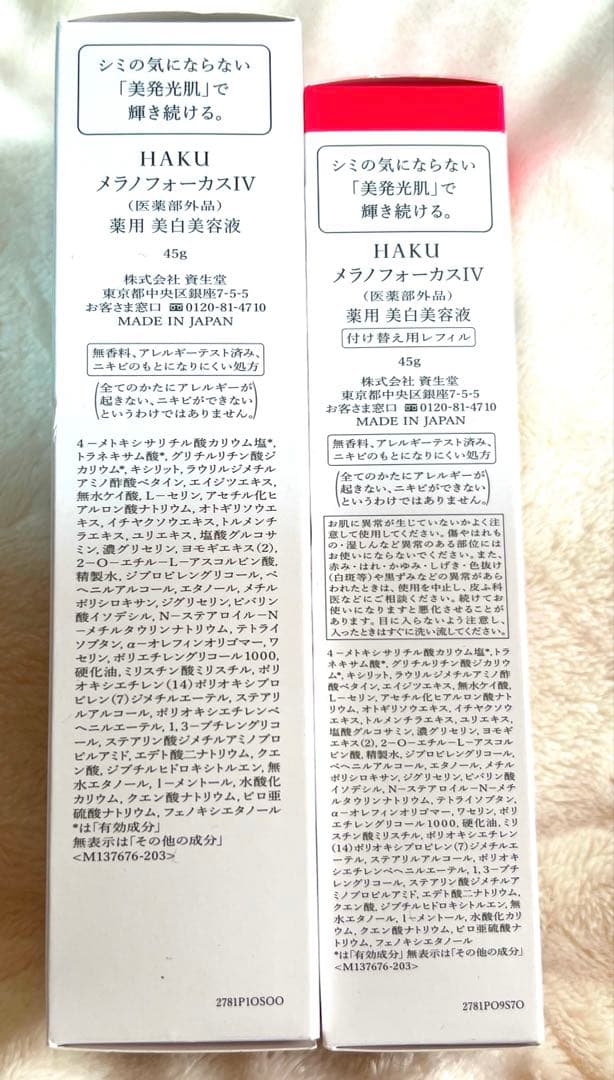 シミの気にならない
「美発光肌」で
輝き続ける。
HAKU
メラノフォーカスIV
(医薬部外品)
薬用 美白美容液
45g
株式会社 資生堂
東京都中央区銀座7-5-5
お客さま窓口 0120-81-4710
MADE IN JAPAN
無香料、アレルギーテスト済み、
ニキビのもとになりにくい処方
(全てのかたにアレルギーが
起きない、ニキビができない
というわけではありません。)
4-メトキシサリチル酸カリウム塩*,
トラネキサム酸*, グリチルリチン酸ジ
カリウム*, キシリット, ラウリルジメチル
アミノ酢酸ベタイン, エイジツエキス,
無水ケイ酸, L-セリン, アセチル化ヒ
アルロン酸ナトリウム, オトギリソウエ
キス, イチヤクソウエキス, トルメンチ
ラエキス, ユリエキス, 塩酸グルコサ
ミン, 濃グリセリン, ヨモギエキス(2),
2-O-エチル-L-アスコルビン酸,
精製水, ジプロピレングリコール, ベ
ヘニルアルコール, エタノール, メチル
ポリシロキサン, ジグリセリン, ピバリン
酸イソデシル, N-ステアロイル-N
-メチルタウリンナトリウム, テトライ
ソブタン, α-オレフィンオリゴマー, ワ
セリン, ポリエチレングリコール1000,
硬化油, ミリスチン酸ミリスチル, ポリ
オキシエチレン(14)ポリオキシプロ
ピレン(7)ジメチルエーテル, ステアリ
ルアルコール, ポリオキシエチレンベ
ヘニルエーテル, 1,3-ブチレングリコ
ール, ステアリン酸ジメチルアミノプロ
ピルアミド, エデト酸二ナトリウム, クエ
ン酸, ジブチルヒドロキシトルエン, 無
水エタノール, l-メントール, 水酸化
カリウム, クエン酸ナトリウム, ピロ亜
硫酸ナトリウム, フェノキシエタノール
*は「有効成分」
無表示は「その他の成分」
<M137676-203>
2781P1OSOO
シミの気にならない
「美発光肌」で
輝き続ける。
HAKU
メラノフォーカスIV
(医薬部外品)
薬用 美白美容液
付け替え用レフィル
45g
株式会社 資生堂
東京都中央区銀座7-5-5
お客さま窓口 0120-81-4710
MADE IN JAPAN
無香料、アレルギーテスト済み、
ニキビのもとになりにくい処方
(全てのかたにアレルギーが
起きない、ニキビができない
というわけではありません。)
お肌に異常が生じていないかよく注
意して使用してください。傷やはれも
の・湿しんなど異常のある部位には
お使いにならないでください。また、
赤み・はれ・かゆみ・しげき・色抜け
(白斑等)や黒ずみなどの異常があら
われたときは、使用を中止し、皮ふ科
医などにご相談ください。続けてお
使いになりますと悪化させることが
あります。目に入らないよう注意し、
入ったときはすぐに洗い流してください。
4-メトキシサリチル酸カリウム塩*, トラ
ネキサム酸*, グリチルリチン酸ジカリウ
ム*, キシリット, ラウリルジメチルアミノ酢
酸ベタイン, エイジツエキス, 無水ケイ酸,
L-セリン, アセチル化ヒアルロン酸ナト
リウム, オトギリソウエキス, イチヤクソウ
エキス, トルメンチラエキス, ユリエキス,
塩酸グルコサミン, 濃グリセリン, ヨモギ
エキス(2), 2-O-エチル-L-アスコル
ビン酸, 精製水, ジプロピレングリコール,
ベヘニルアルコール, エタノール, メチル
ポリシロキサン, ジグリセリン, ピバリン酸
イソデシル, N-ステアロイル-N-メチ
ルタウリンナトリウム, テトライソブタン,
α-オレフィンオリゴマー, ワセリン, ポリ
エチレングリコール1000, 硬化油, ミリ
スチン酸ミリスチル, ポリオキシエチレン
(14)ポリオキシプロピレン(7)ジメチルエ
ーテル, ステアリルアルコール, ポリオキ
シエチレンベヘニルエーテル, 1,3-ブ
チレングリコール, ステアリン酸ジメチル
アミノプロピルアミド, エデト酸二ナトリウム,
クエン酸, ジブチルヒドロキシトルエン, 無
水エタノール, l-メントール, 水酸化カリ
ウム, クエン酸ナトリウム, ピロ亜硫酸ナ
トリウム, フェノキシエタノール
*は「有効成分」 無表示は「その他の成分」
<M137676-203>
2781PO9S7O